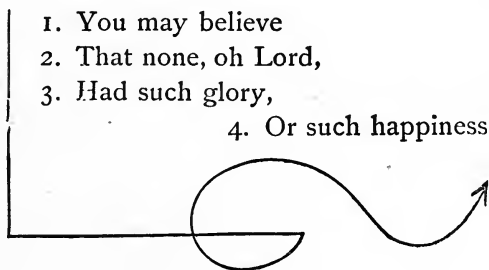 1. You may believe
2. That none, oh Lord,
3. Had such glory,
4. Or such happiness